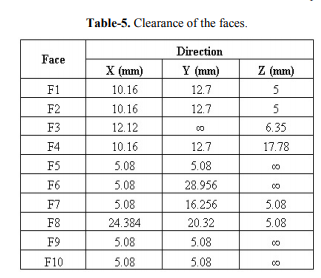 Table-5. Clearance of the faces.
Face Direction
X (mm) Y (mm) Z (mm)
F1 10.16 12.7 5
F2 10.16 12.7 5
F3 12.12 ∞ 6.35
F4 10.16 12.7 17.78
F5 5.08 5.08 ∞
F6 5.08 28.956 ∞
F7 5.08 16.256 5.08
F8 24.384 20.32 5.08
F9 5.08 5.08 ∞
F10 5.08 5.08 ∞